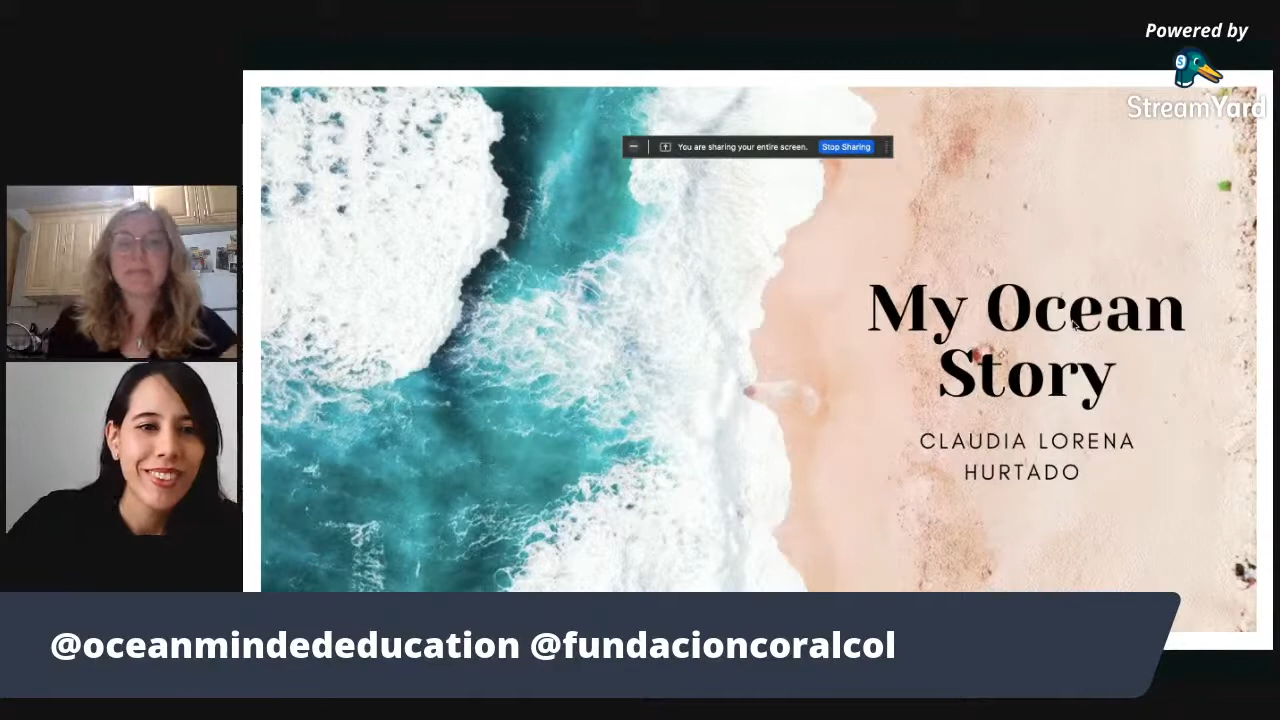 Powered by
StreamYard
You are sharing your entire screen. Stop Sharing
My Ocean
Story
CLAUDIA LORENA
HURTADO
@oceanmindededucation @fundacioncoralcol